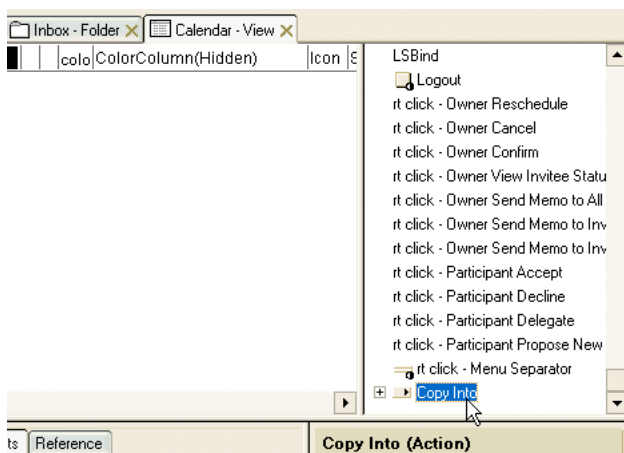 Inbox - Folder
Calendar - View
colo
ColorColumn(Hidden)
Icon
S
LSBind
Logout
rt click - Owner Reschedule
rt click - Owner Cancel
rt click - Owner Confirm
rt click - Owner View Invitee Statu
rt click - Owner Send Memo to All
rt click - Owner Send Memo to Inv
rt click - Owner Send Memo to Inv
rt click - Participant Accept
rt click - Participant Decline
rt click - Participant Delegate
rt click - Participant Propose New
rt click - Menu Separator
Copy Into
ts
Reference
Copy Into (Action)